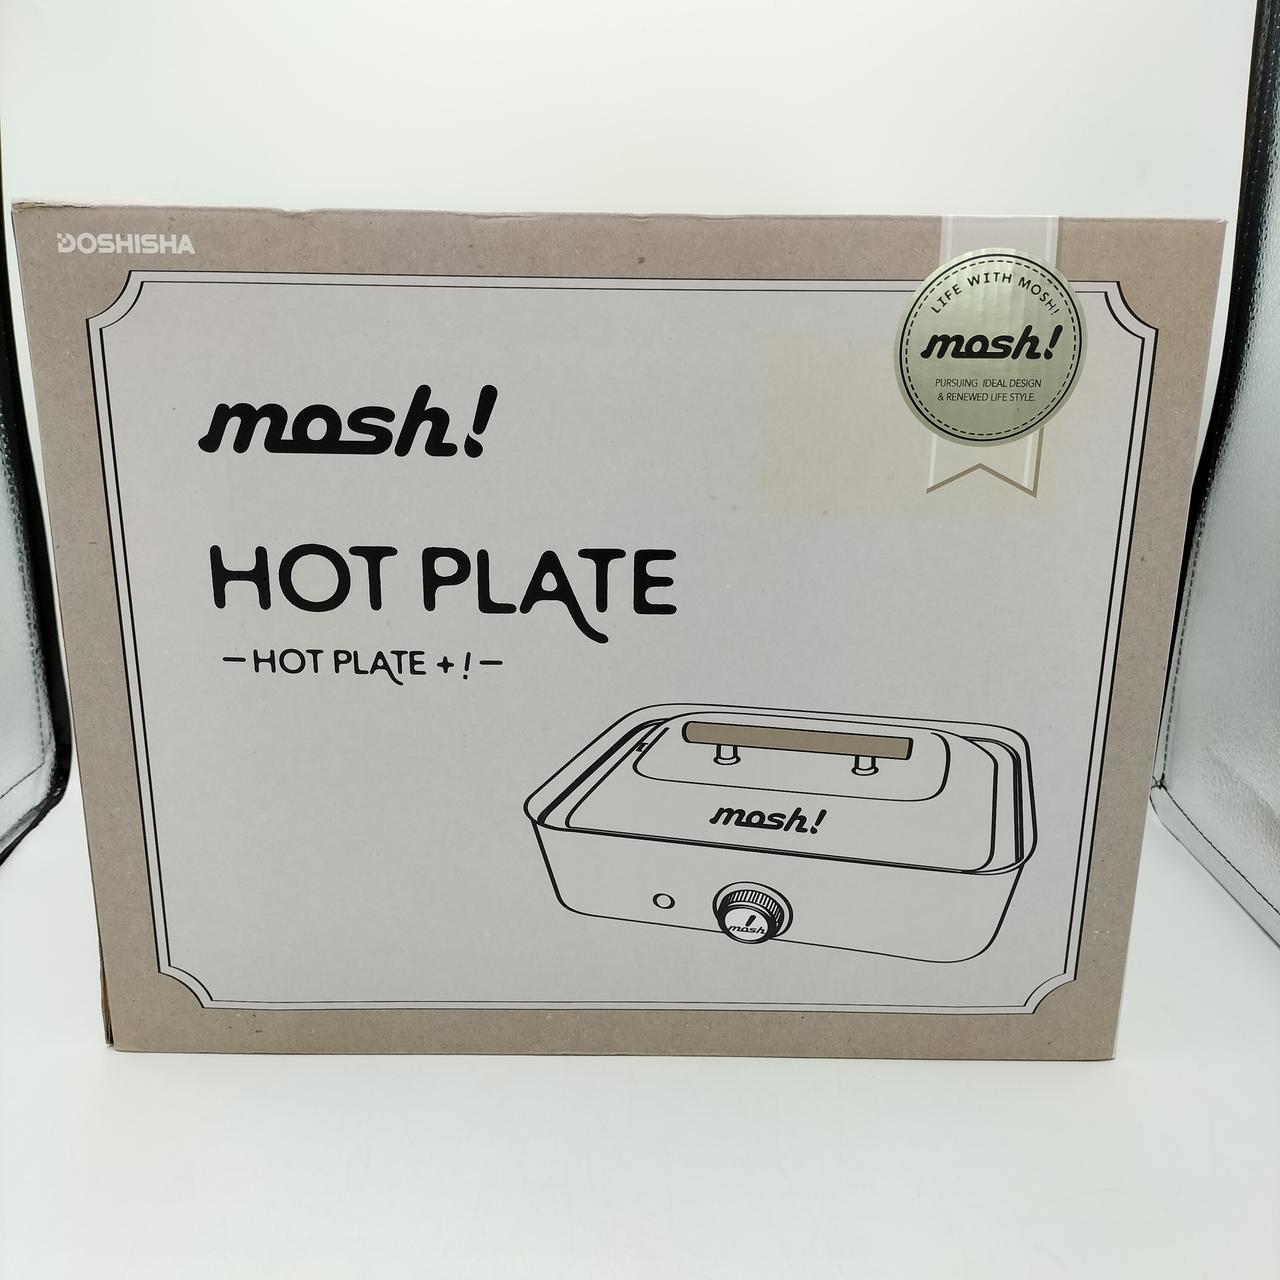 DOSHISHA
LIFE WITH MOSH!
mosh!
PURSUING IDEAL DESIGN
& RENEWED LIFE STYLE.
mosh!
HOT PLATE
-HOT PLATE +!-
mosh!
!
mosh